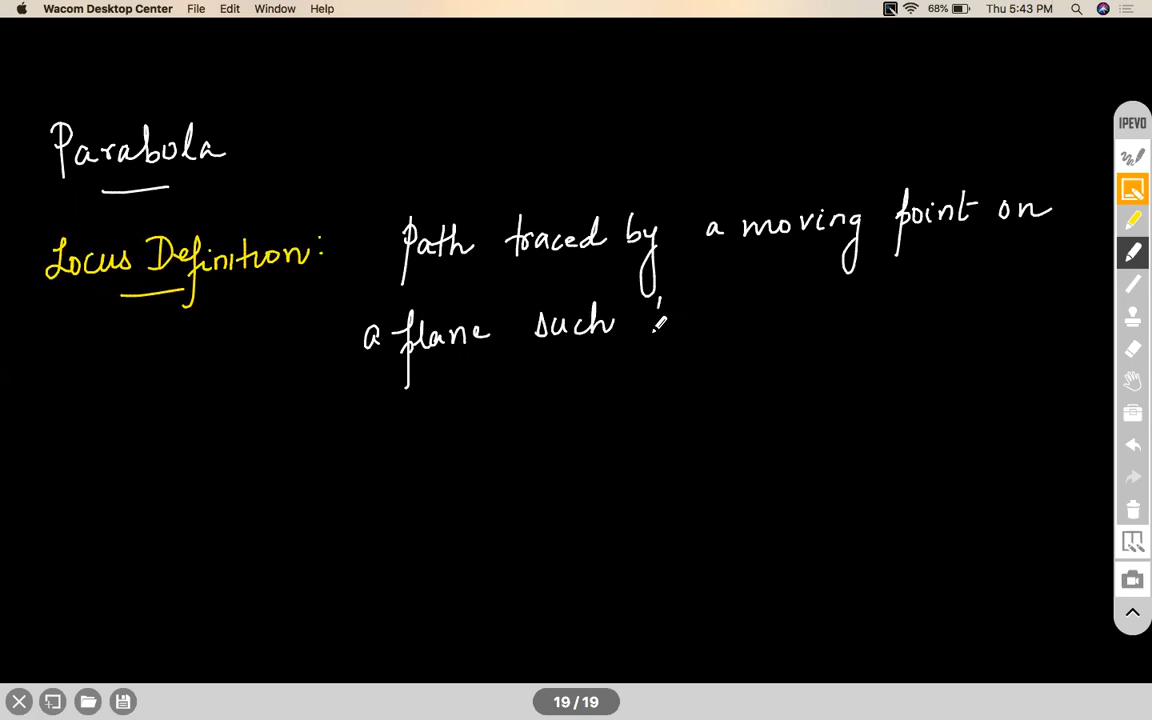 Wacom Desktop Center File Edit Window Help 68% Thu 5:43 PM
IPEVO
Parabola
Locus Definition: Path traced by a moving point on
a plane such
19 / 19